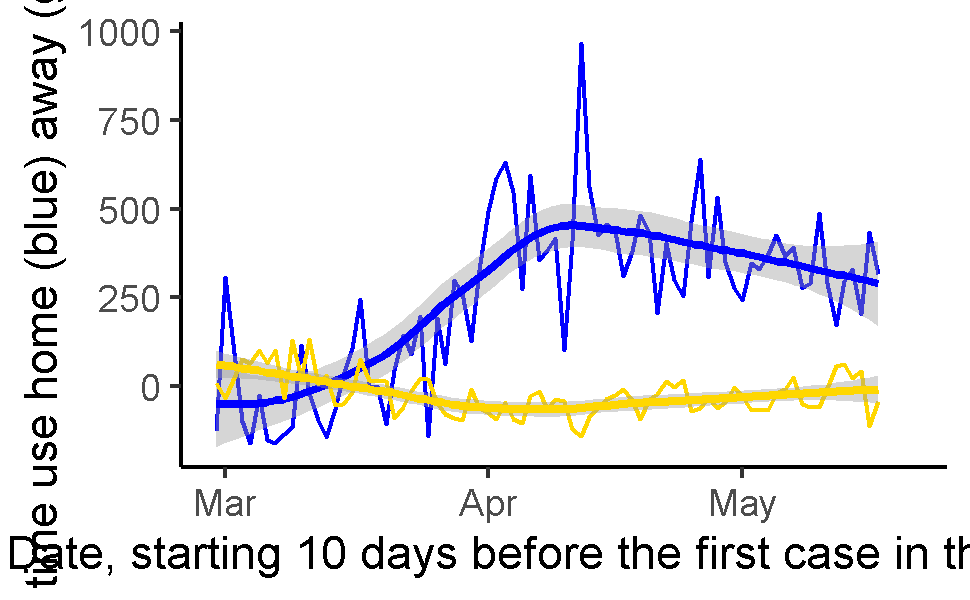 time use home (blue) away (
1000
750
500
250
0
Mar Apr May
Date, starting 10 days before the first case in th